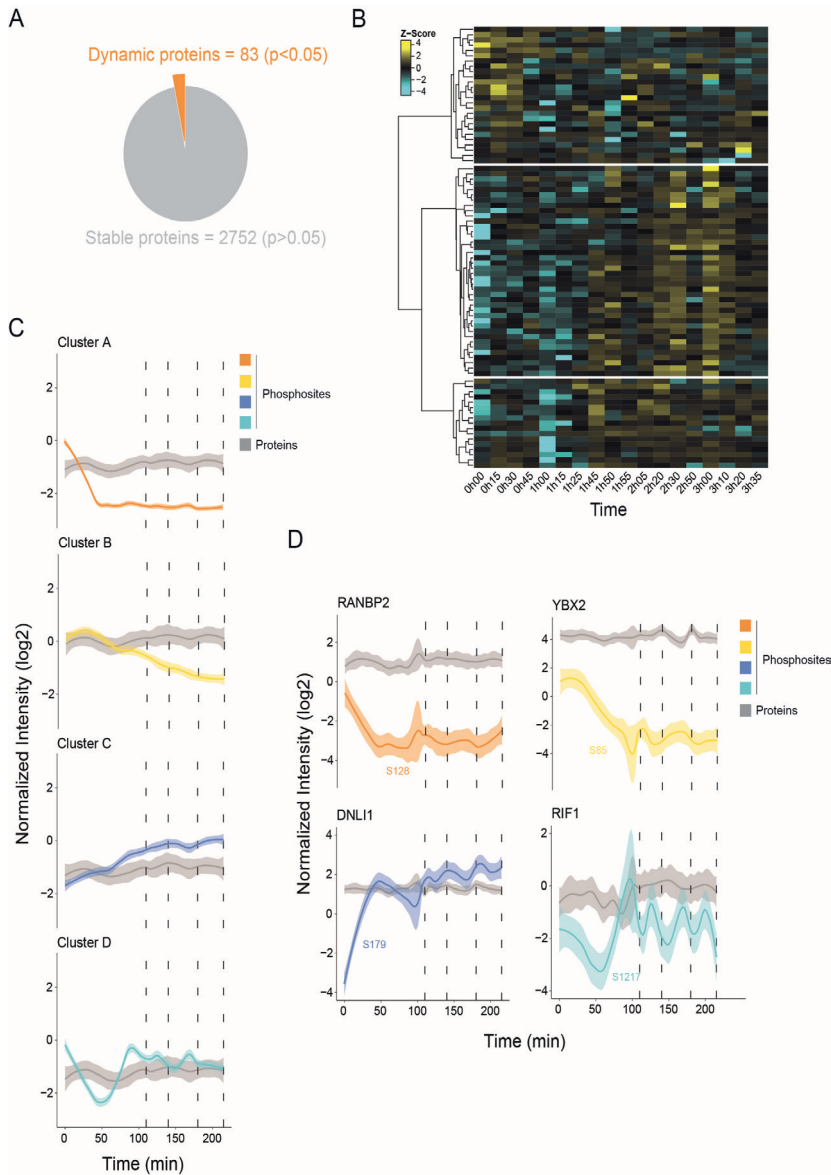 A
Dynamic proteins = 83 (p<0.05)
Stable proteins = 2752 (p>0.05)
B
Z-Score
4
2
0
−2
−4
0h00 0h15 0h30 0h45 1h00 1h15 1h25 1h45 1h50 1h55 2h05 2h20 2h30 2h50 3h00 3h10 3h20 3h35
Time
C
Normalized Intensity (log2)
Cluster A
2
0
−2
Phosphosites
Proteins
Cluster B
2
0
−2
Cluster C
2
0
−2
Cluster D
2
0
−2
0 50 100 150 200
Time (min)
D
Normalized Intensity (log2)
RANBP2
4
2
0
−2
−4
S128
YBX2
4
2
0
−2
−4
S85
Phosphosites
Proteins
DNLI1
4
2
0
−2
−4
S179
0 50 100 150 200
RIF1
2
0
−2
−4
S1217
0 50 100 150 200
Time (min)